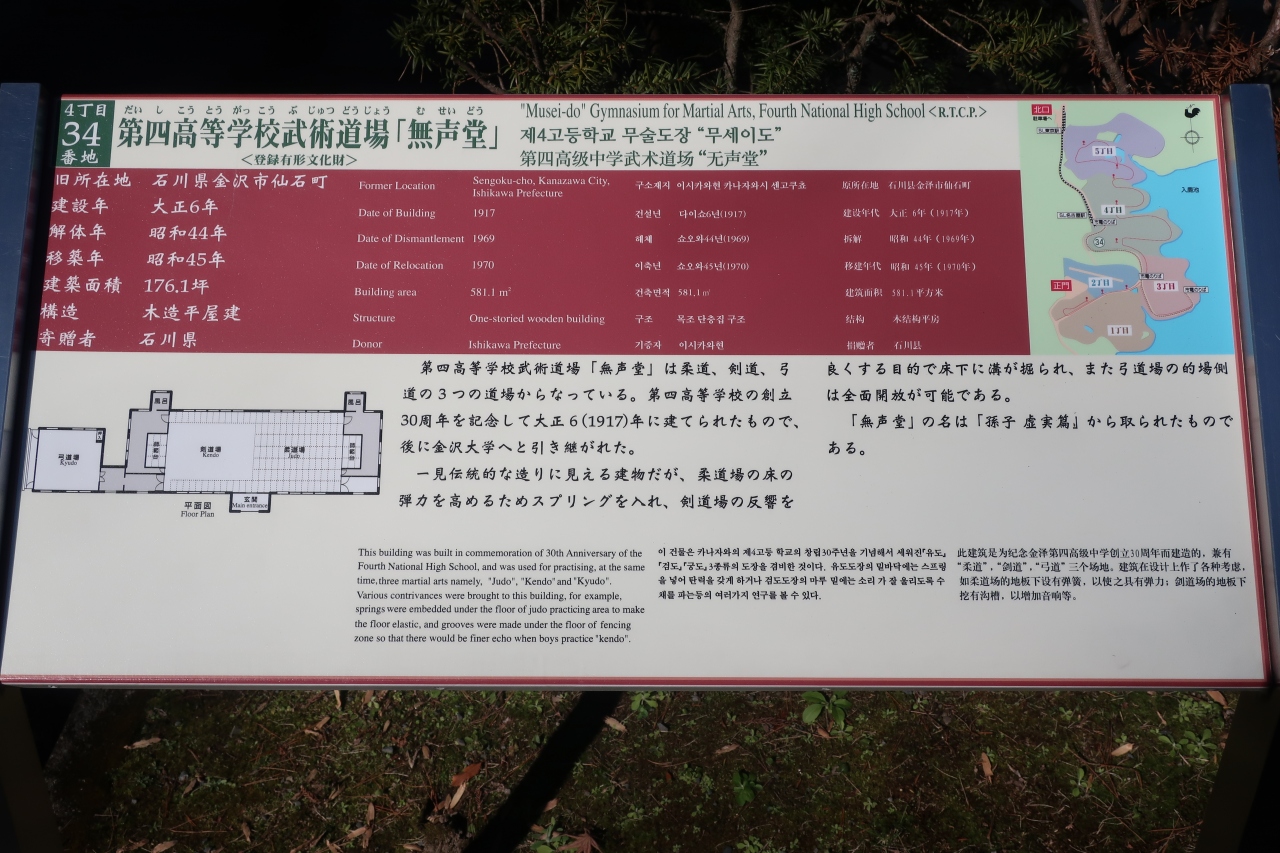 4丁目
34
番地
だい し こう とう がっ こう ぶ じゅつ どうじょう む せい どう
第四高等学校武術道場「無声堂」
<登録有形文化財>
"Musei-do" Gymnasium for Martial Arts, Fourth National High School <R.T.C.P.>
제4고등학교 무술도장 “무세이도”
第四高级中学武术道场“无声堂”
旧所在地 石川県金沢市仙石町
建設年 大正6年
解体年 昭和44年
移築年 昭和45年
建築面積 176.1坪
構造 木造平屋建
寄贈者 石川県
Former Location Sengoku-cho, Kanazawa City,
Ishikawa Prefecture
Date of Building 1917
Date of Dismantlement 1969
Date of Relocation 1970
Building area 581.1 m²
Structure One-storied wooden building
Donor Ishikawa Prefecture
구소재지 이시카와현 카나자와시 센고쿠쵸
건설년 다이쇼6년(1917)
해체 쇼오와44년(1969)
이축년 쇼오와45년(1970)
건축면적 581.1㎡
구조 목조 단층집 구조
기증자 이시카와현
原所在地 石川县金泽市仙石町
建设年代 大正 6年（1917年）
拆解 昭和 44年（1969年）
移建年代 昭和 45年（1970年）
建筑面积 581.1平方米
结构 木结构平房
捐赠者 石川县
北口
5丁目
入鹿池
4丁目
34
2丁目
正門
3丁目
1丁目
第四高等学校武術道場「無声堂」は柔道、剣道、弓
道の3つの道場からなっている。第四高等学校の創立
30周年を記念して大正6(1917)年に建てられたもので、
後に金沢大学へと引き継がれた。
一見伝統的な造りに見える建物だが、柔道場の床の
弾力を高めるためスプリングを入れ、剣道場の反響を
良くする目的で床下に溝が掘られ、また弓道場の的場側
は全面開放が可能である。
「無声堂」の名は「孫子 虚実篇」から取られたもので
ある。
風呂
風呂
弓道場
Kyudo
剣道場
Kendo
柔道場
Judo
玄関
Main entrance
平面図
Floor Plan
This building was built in commemoration of 30th Anniversary of the
Fourth National High School, and was used for practising, at the same
time,three martial arts namely, "Judo", "Kendo"and "Kyudo".
Various contrivances were brought to this building, for example,
springs were embedded under the floor of judo practicing area to make
the floor elastic, and grooves were made under the floor of fencing
zone so that there would be finer echo when boys practice "kendo".
이 건물은 카나자와의 제4고등 학교의 창립30주년을 기념해서 세워진「유도」
「검도」「궁도」3종류의 도장을 겸비한 것이다. 유도도장의 밑바닥에는 스프링
을 넣어 탄력을 갖게 하거나 검도도장의 마루 밑에는 소리 가 잘 울리도록 수
채를 파는등의 여러가지 연구를 볼 수 있다.
此建筑是为纪念金泽第四高级中学创立30周年而建造的，兼有
“柔道”，“剑道”，“弓道” 三个场地。建筑在设计上作了各种考虑，
如柔道场的地板下设有弹簧，以使之具有弹力；剑道场的地板下
挖有沟槽，以增加音响等。